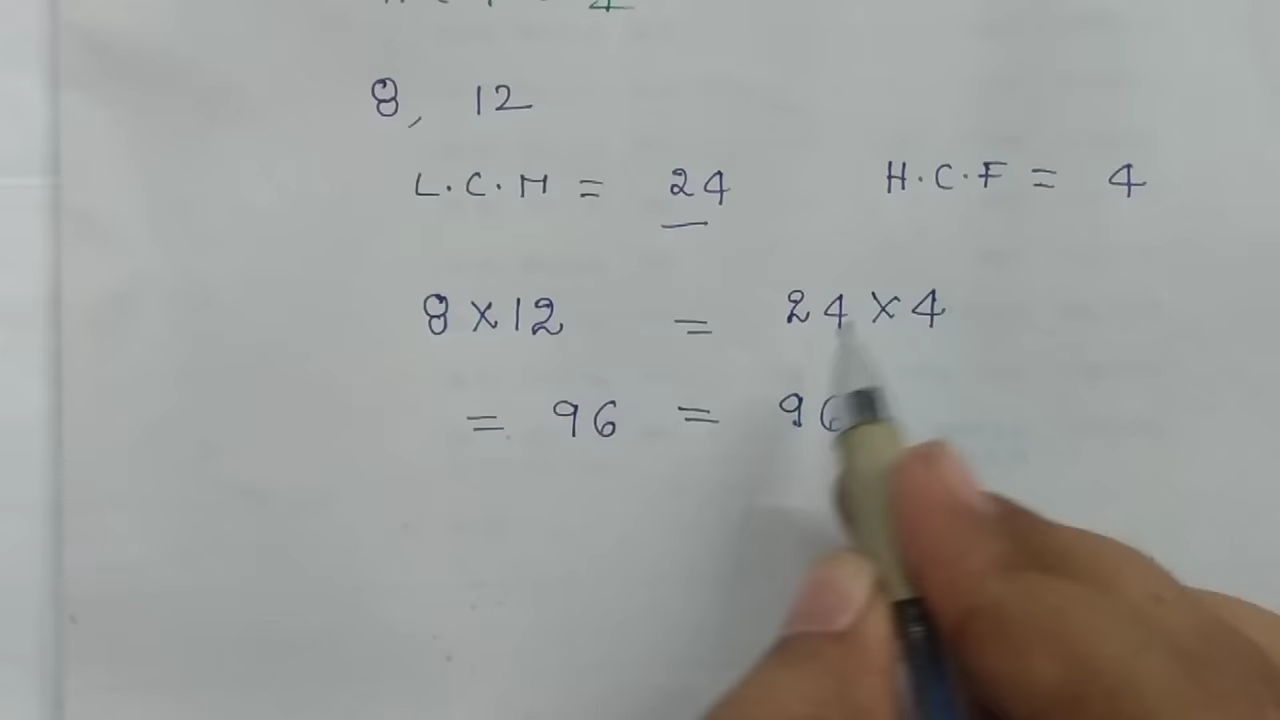 8, 12
L.C.M = 24 H.C.F = 4
8 × 12 = 24 × 4
= 96 = 96